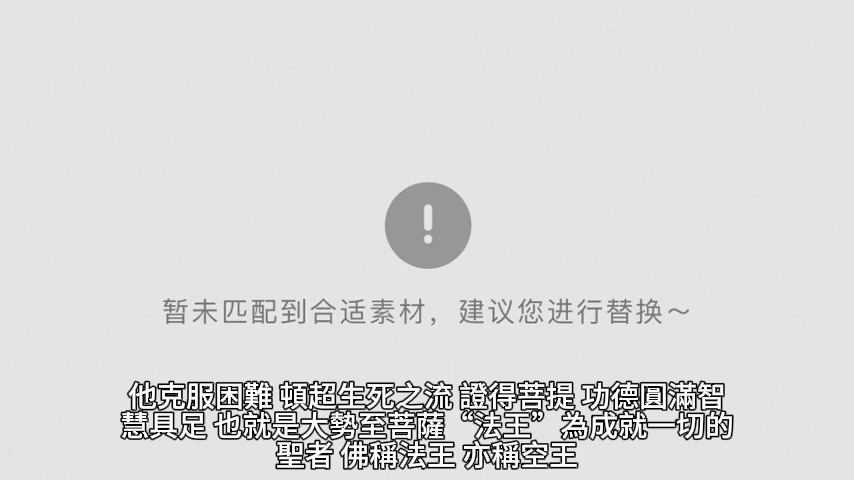 暂未匹配到合适素材，建议您进行替换～
他克服困難 頓超生死之流 證得菩提 功德圓滿智
慧具足 也就是大勢至菩薩 “法王” 為成就一切的
聖者 佛稱法王 亦稱空王